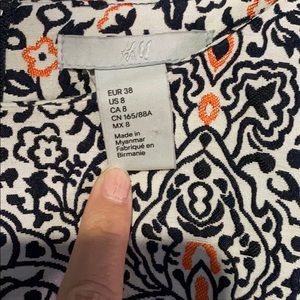 H&M
EUR 38
US 8
CA 8
CN 165/88A
MX 8
Made in
Myanmar
Fabriqué en
Birmanie